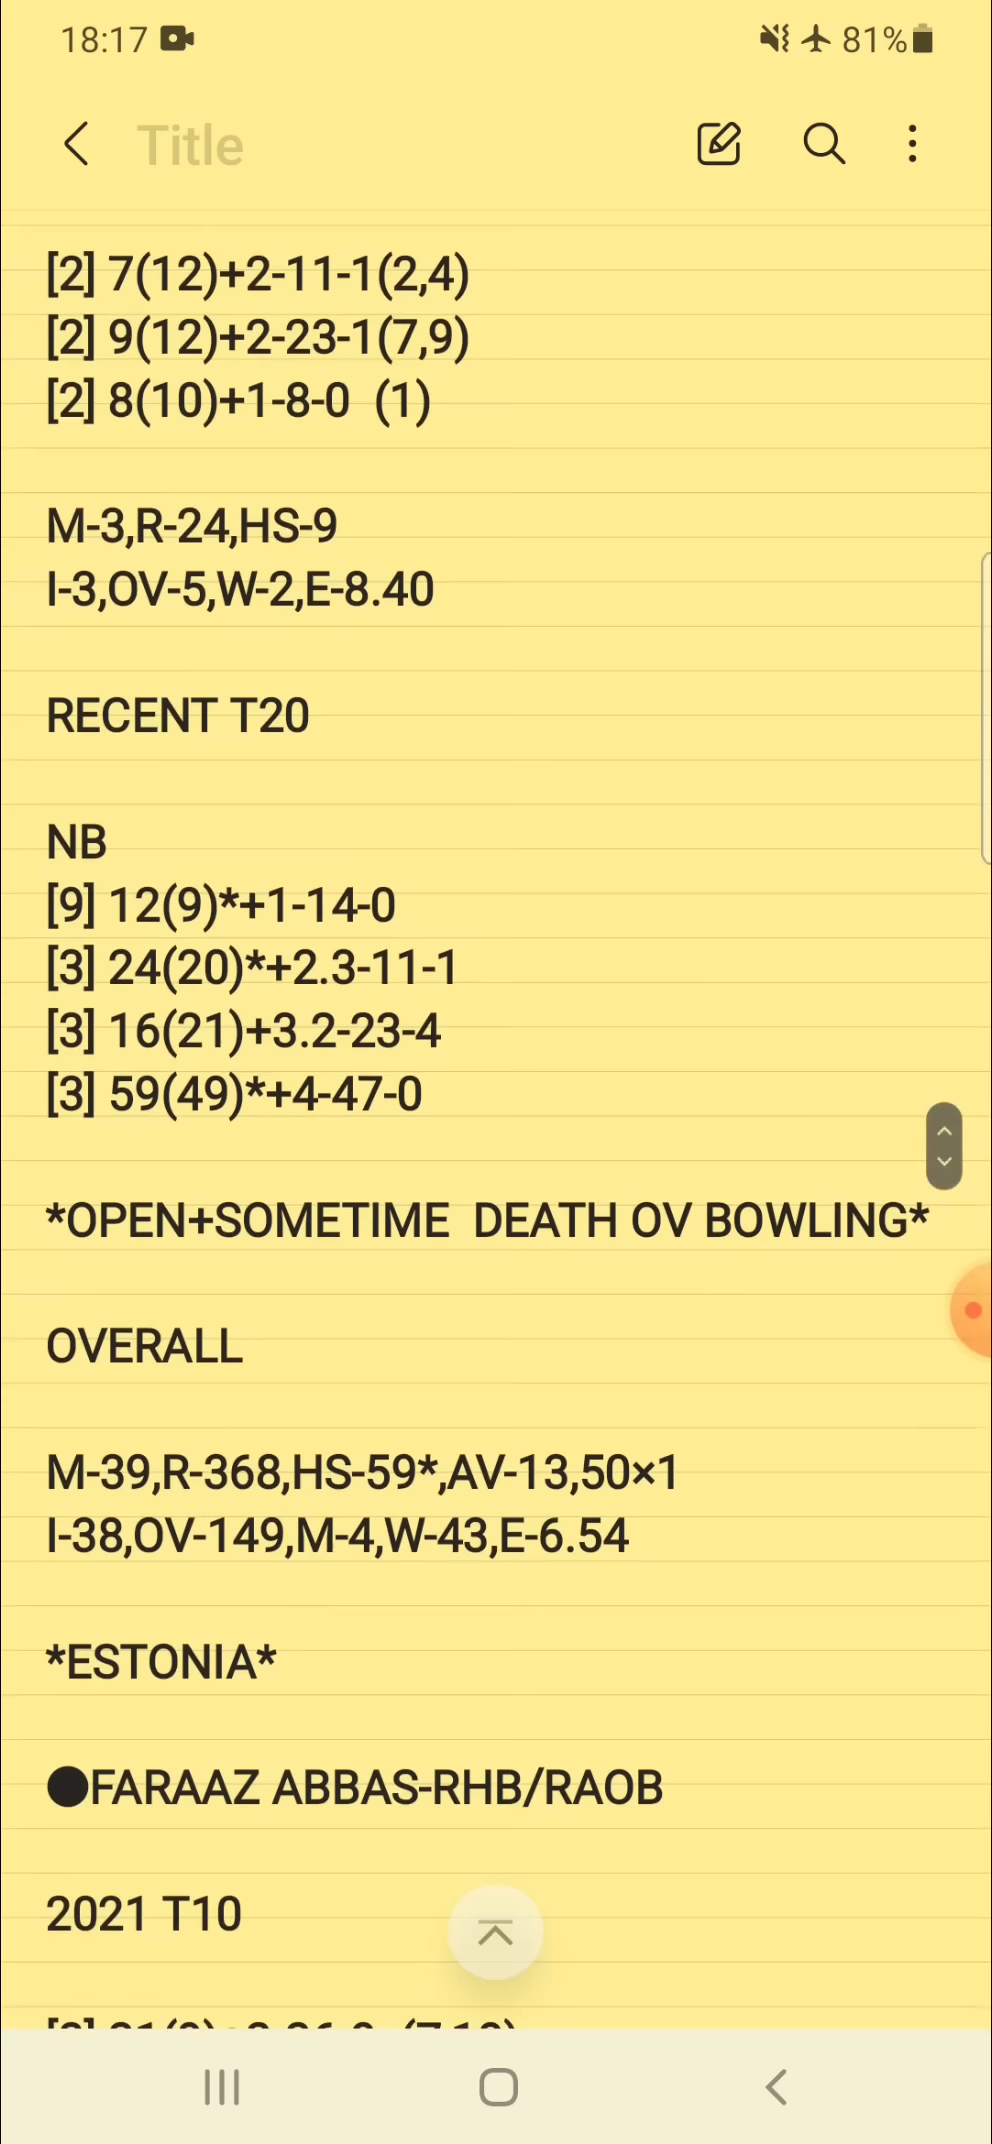 18:17 81%
Title
[2] 7(12)+2-11-1(2,4)
[2] 9(12)+2-23-1(7,9)
[2] 8(10)+1-8-0 (1)
M-3,R-24,HS-9
I-3,OV-5,W-2,E-8.40
RECENT T20
NB
[9] 12(9)*+1-14-0
[3] 24(20)*+2.3-11-1
[3] 16(21)+3.2-23-4
[3] 59(49)*+4-47-0
*OPEN+SOMETIME DEATH OV BOWLING*
OVERALL
M-39,R-368,HS-59*,AV-13,50×1
I-38,OV-149,M-4,W-43,E-6.54
*ESTONIA*
●FARAAZ ABBAS-RHB/RAOB
2021 T10